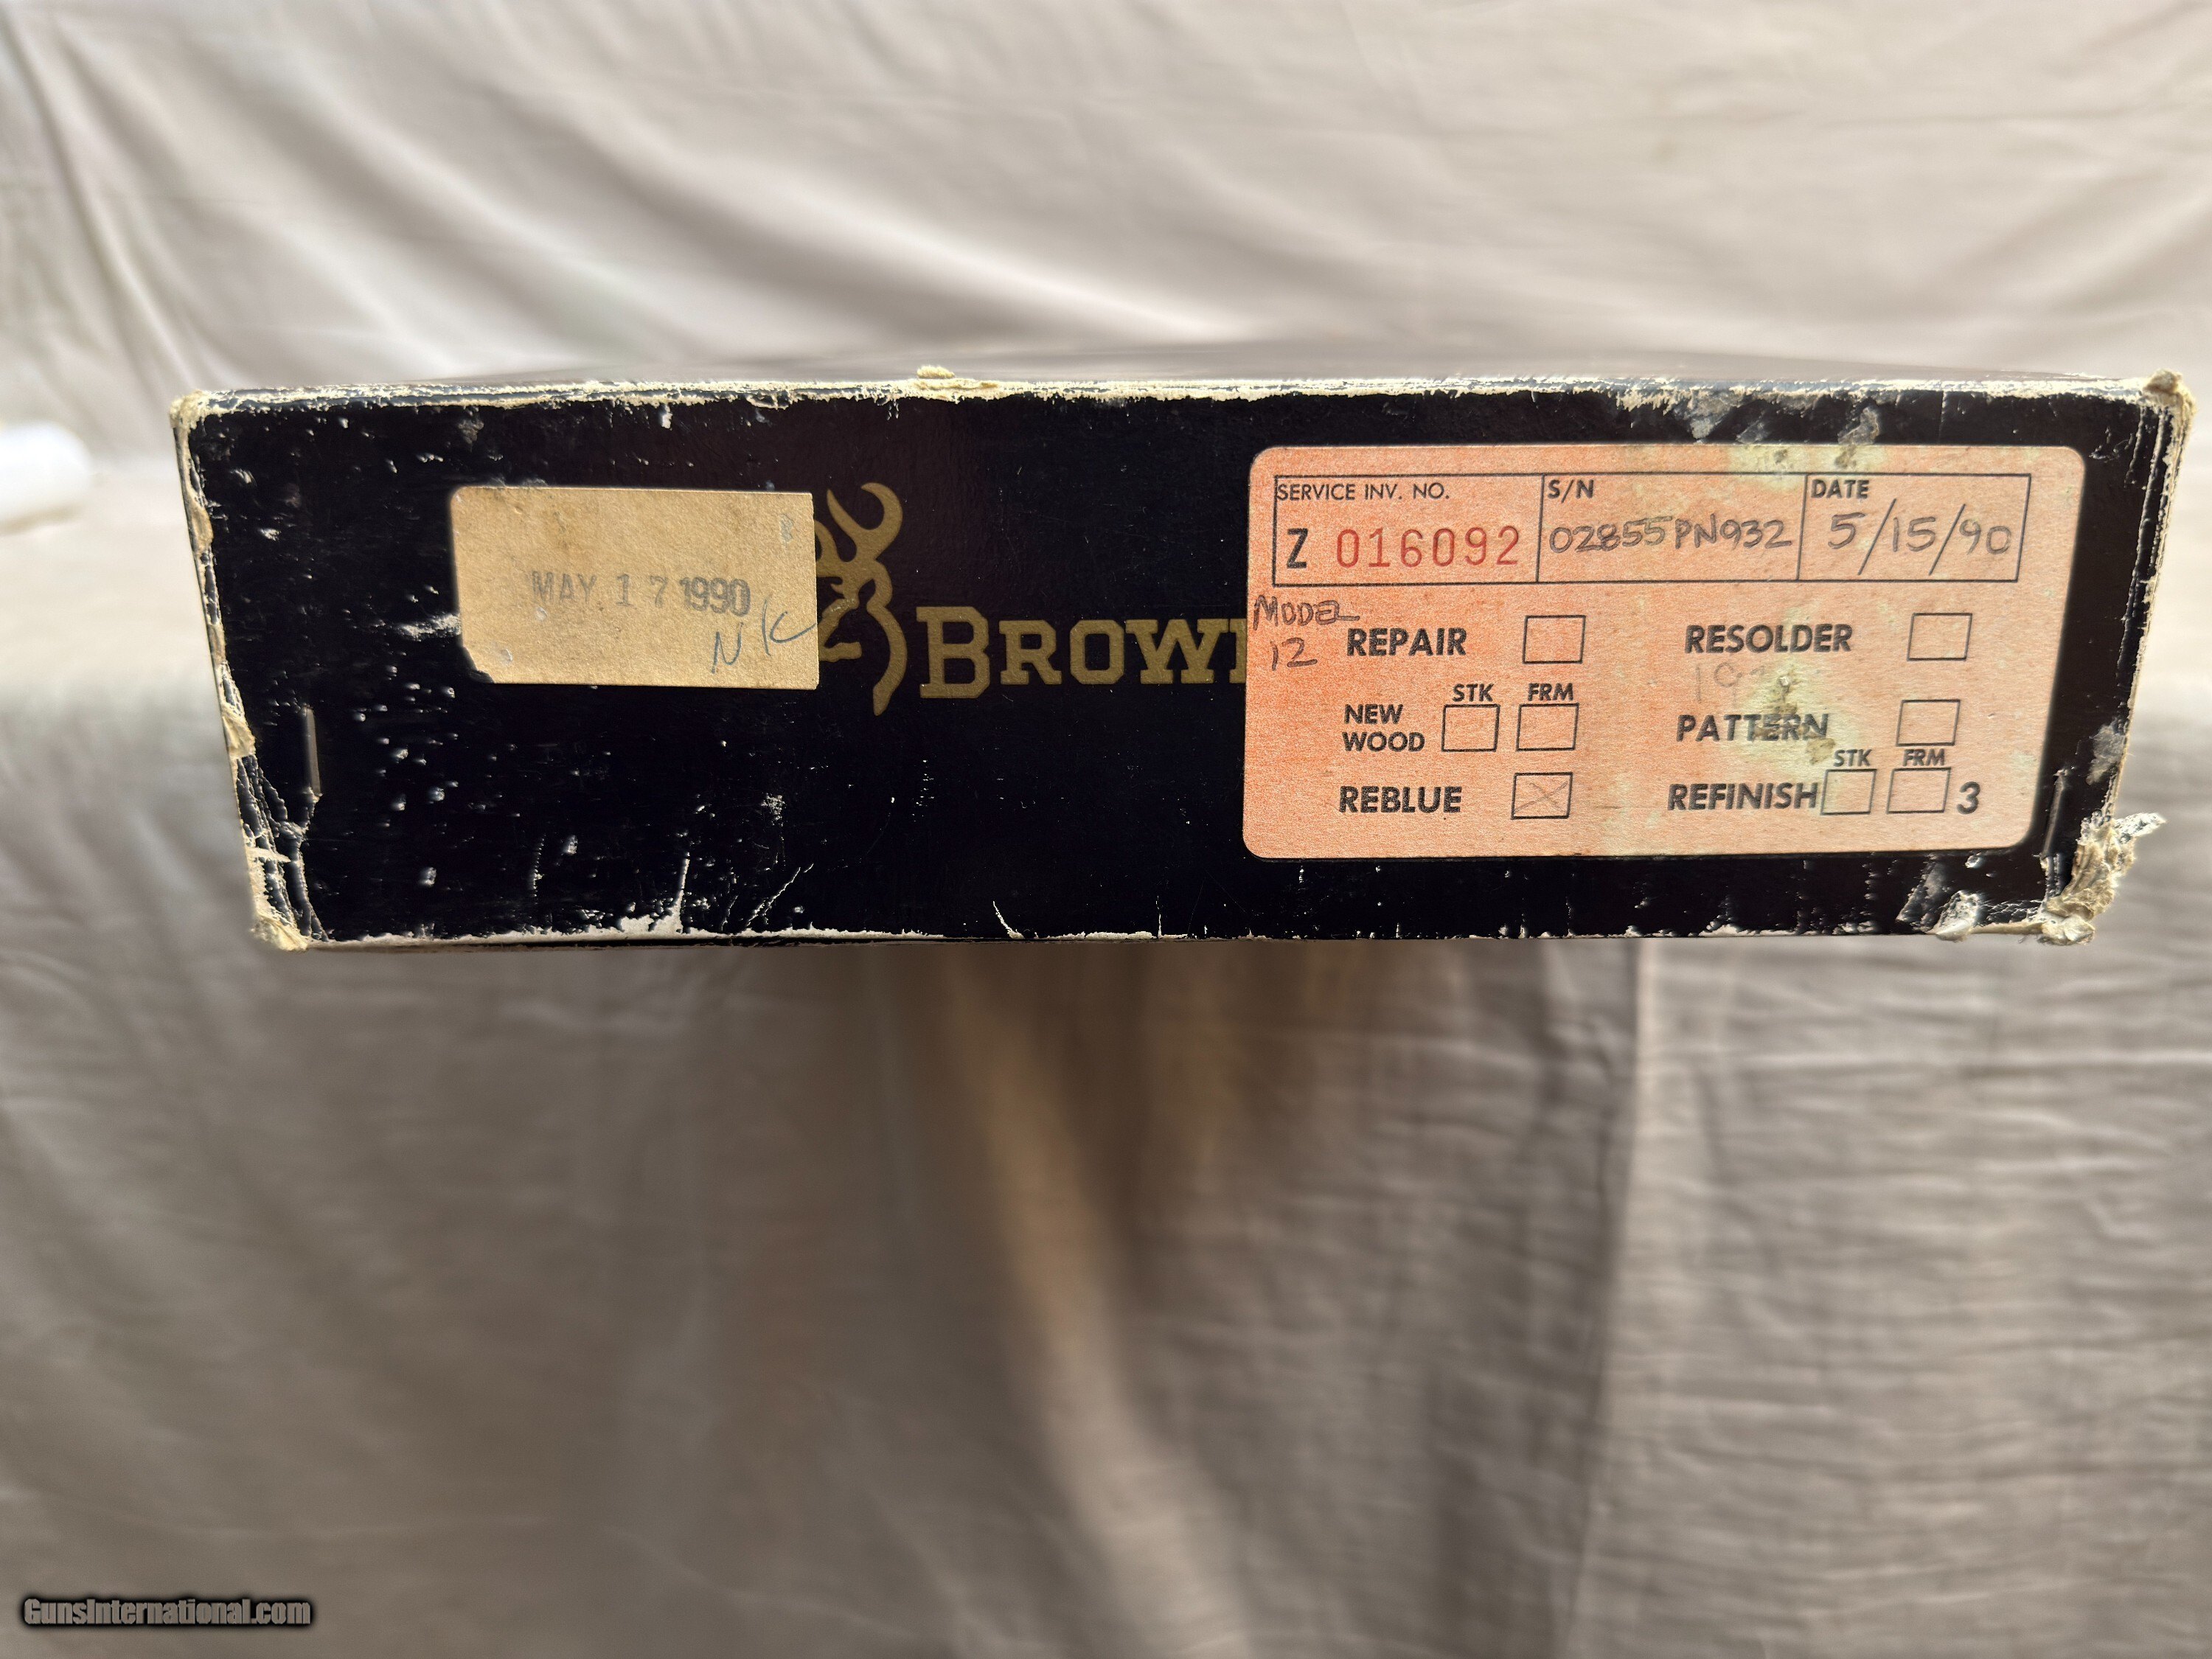 MAY 17 1990
NK
BROW
SERVICE INV. NO. S/N DATE
Z 016092 02855PN932 5/15/90
MODEL
12
REPAIR RESOLDER
STK FRM
NEW
WOOD
PATTERN
STK FRM
REBLUE REFINISH 3
GunsInternational.com